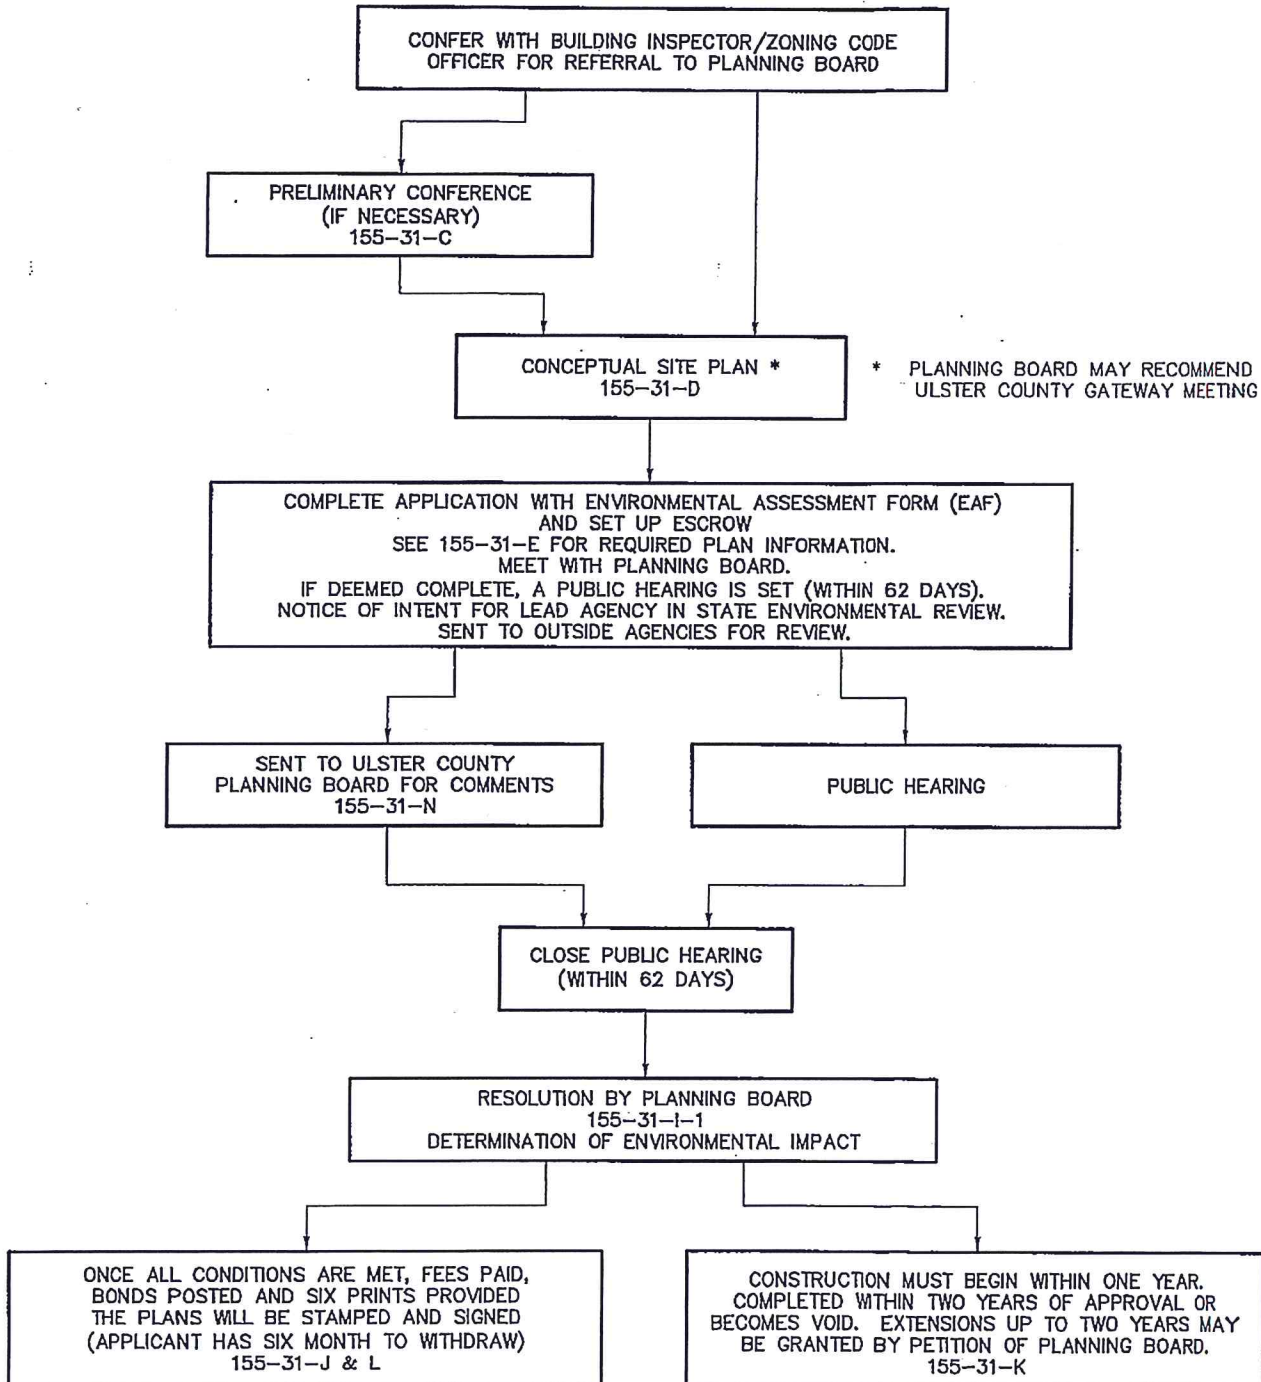 CONFER WITH BUILDING INSPECTOR/ZONING CODE
OFFICER FOR REFERRAL TO PLANNING BOARD
PRELIMINARY CONFERENCE
(IF NECESSARY)
155-31-C
CONCEPTUAL SITE PLAN *
155-31-D
* PLANNING BOARD MAY RECOMMEND
ULSTER COUNTY GATEWAY MEETING
COMPLETE APPLICATION WITH ENVIRONMENTAL ASSESSMENT FORM (EAF)
AND SET UP ESCROW
SEE 155-31-E FOR REQUIRED PLAN INFORMATION.
MEET WITH PLANNING BOARD.
IF DEEMED COMPLETE, A PUBLIC HEARING IS SET (WITHIN 62 DAYS).
NOTICE OF INTENT FOR LEAD AGENCY IN STATE ENVIRONMENTAL REVIEW.
SENT TO OUTSIDE AGENCIES FOR REVIEW.
SENT TO ULSTER COUNTY
PLANNING BOARD FOR COMMENTS
155-31-N
PUBLIC HEARING
CLOSE PUBLIC HEARING
(WITHIN 62 DAYS)
RESOLUTION BY PLANNING BOARD
155-31-I-1
DETERMINATION OF ENVIRONMENTAL IMPACT
ONCE ALL CONDITIONS ARE MET, FEES PAID,
BONDS POSTED AND SIX PRINTS PROVIDED
THE PLANS WILL BE STAMPED AND SIGNED
(APPLICANT HAS SIX MONTH TO WITHDRAW)
155-31-J & L
CONSTRUCTION MUST BEGIN WITHIN ONE YEAR.
COMPLETED WITHIN TWO YEARS OF APPROVAL OR
BECOMES VOID. EXTENSIONS UP TO TWO YEARS MAY
BE GRANTED BY PETITION OF PLANNING BOARD.
155-31-K